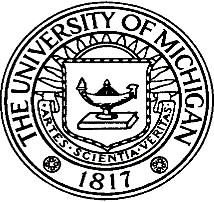 THE UNIVERSITY OF MICHIGAN
ARTES · SCIENTIA · VERITAS
1817